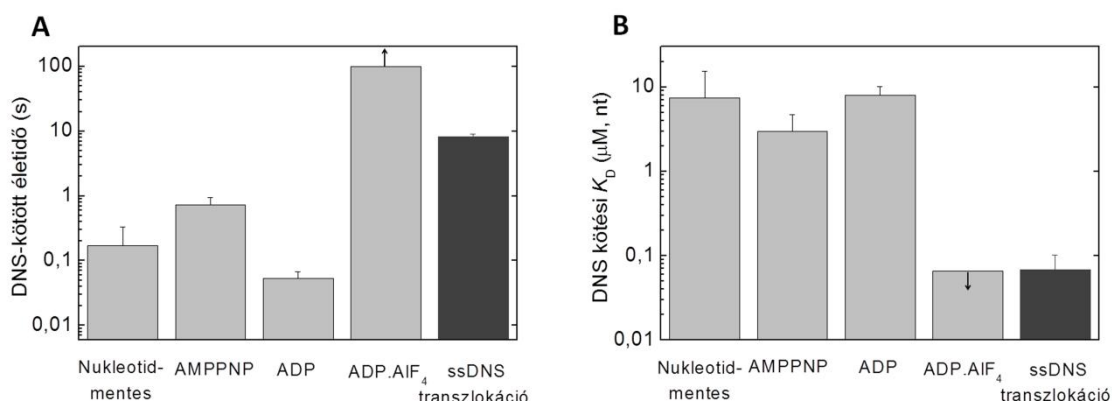 A
DNS-kötött életidő (s)
100
10
1
0,1
0,01
Nukleotid-
mentes
AMPPNP
ADP
ADP.AlF4
ssDNS
transzlokáció
B
DNS kötési KD (µM, nt)
10
1
0,1
0,01
Nukleotid-
mentes
AMPPNP
ADP
ADP.AlF4
ssDNS
transzlokáció